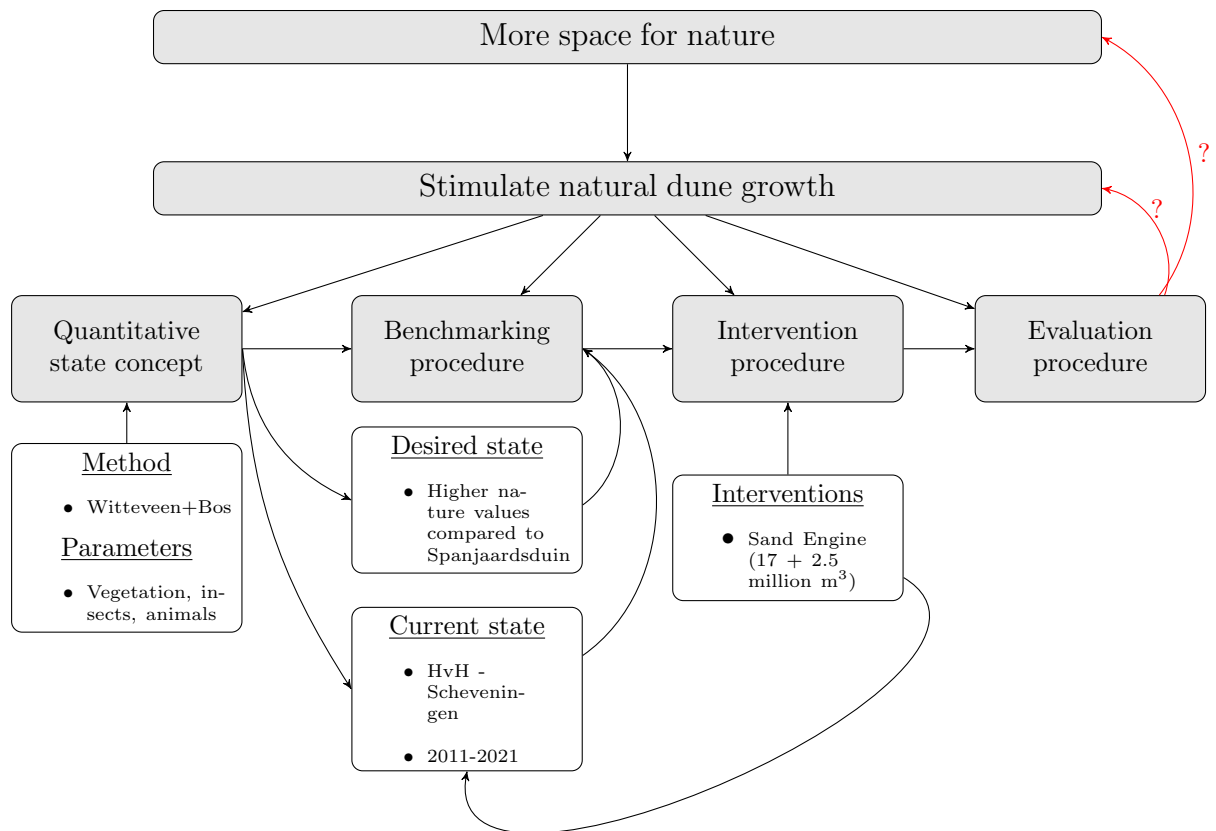 More space for nature
?
Stimulate natural dune growth
?
Quantitative
state concept
Benchmarking
procedure
Intervention
procedure
Evaluation
procedure
Method
• Witteveen+Bos
Parameters
• Vegetation, in-
sects, animals
Desired state
• Higher na-
ture values
compared to
Spanjaardsduin
Interventions
• Sand Engine
(17 + 2.5
million m³)
Current state
• HvH -
Schevenin-
gen
• 2011-2021